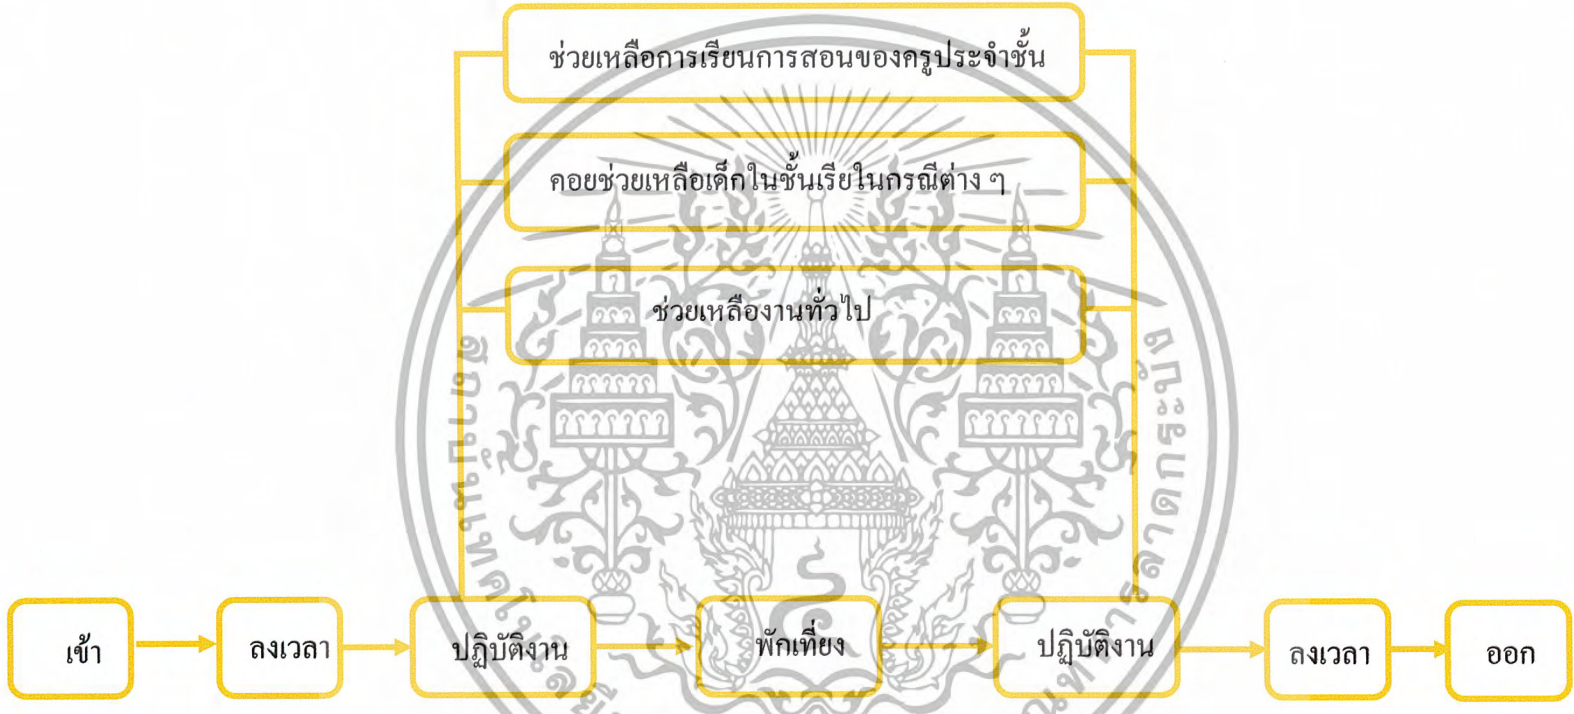 ช่วยเหลือการเรียนการสอนของครูประจำชั้น
คอยช่วยเหลือเด็กในชั้นเรียในกรณีต่าง ๆ
ช่วยเหลืองานทั่วไป
เข้า
ลงเวลา
ปฏิบัติงาน
พักเที่ยง
ปฏิบัติงาน
ลงเวลา
ออก